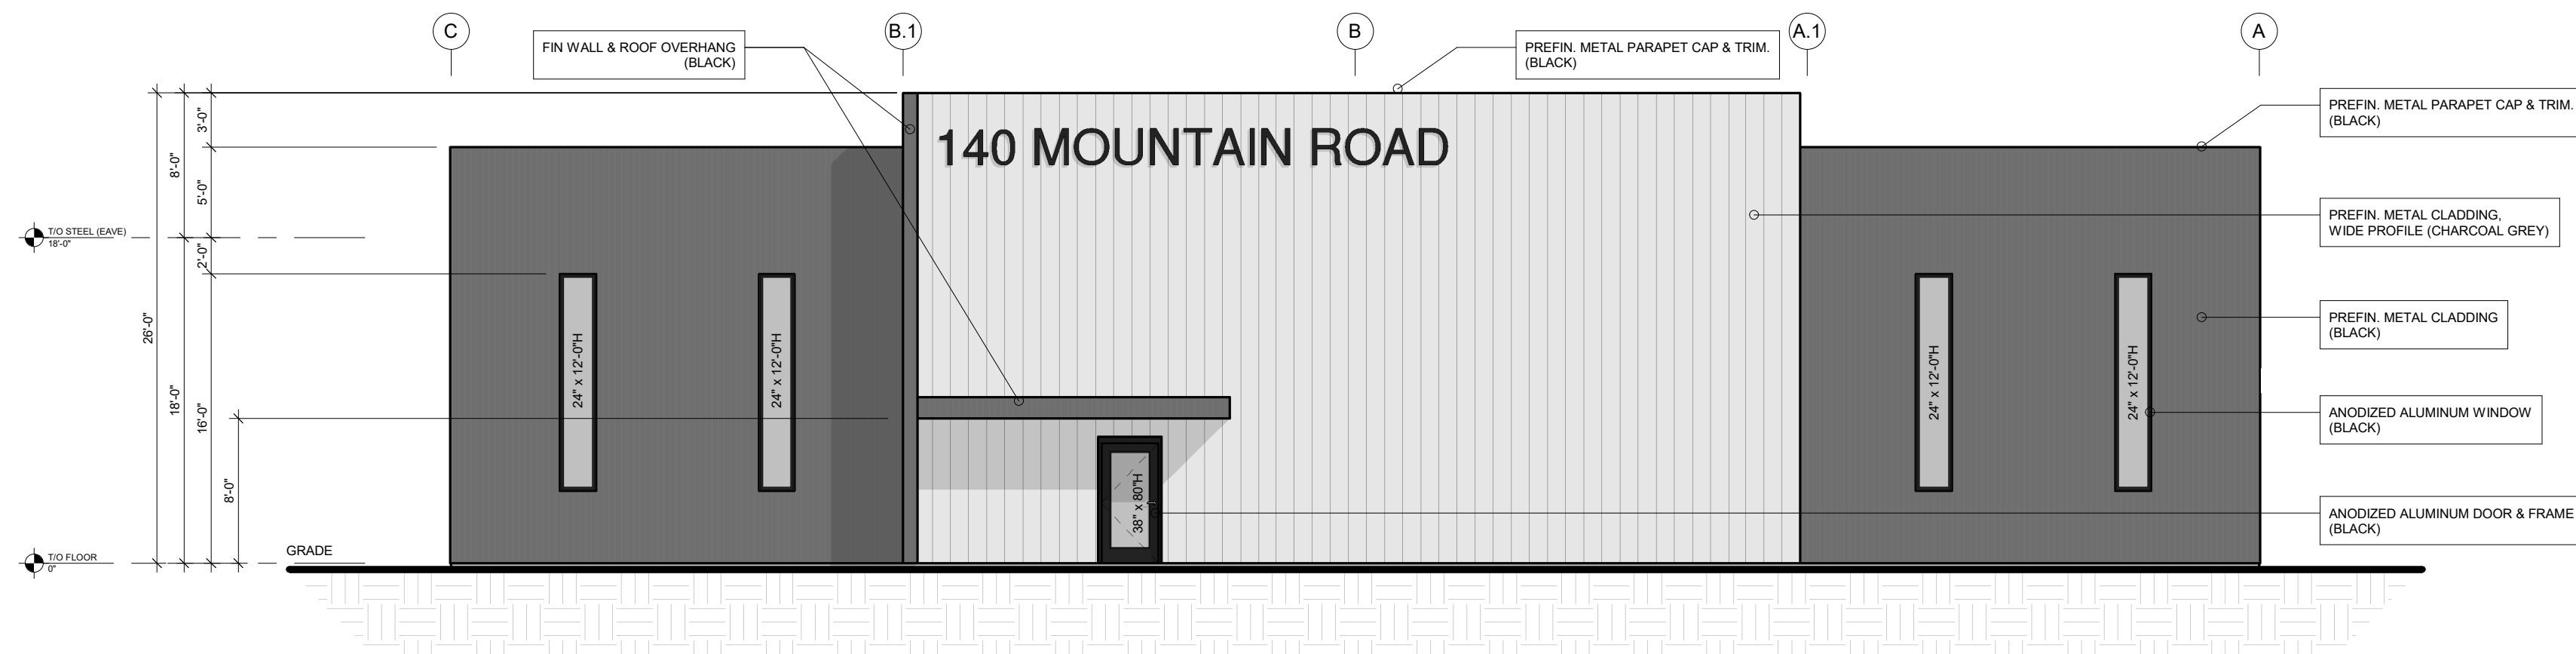 C
B.1
B
A.1
A
FIN WALL & ROOF OVERHANG
(BLACK)
PREFIN. METAL PARAPET CAP & TRIM.
(BLACK)
PREFIN. METAL PARAPET CAP & TRIM.
(BLACK)
140 MOUNTAIN ROAD
3'-0"
8'-0"
5'-0"
PREFIN. METAL CLADDING,
WIDE PROFILE (CHARCOAL GREY)
T/O STEEL (EAVE)
18'-0"
2'-0"
26'-0"
18'-0"
16'-0"
8'-0"
24" x 12'-0"H
24" x 12'-0"H
24" x 12'-0"H
24" x 12'-0"H
PREFIN. METAL CLADDING
(BLACK)
ANODIZED ALUMINUM WINDOW
(BLACK)
38" x 80"H
ANODIZED ALUMINUM DOOR & FRAME
(BLACK)
GRADE
T/O FLOOR
0"